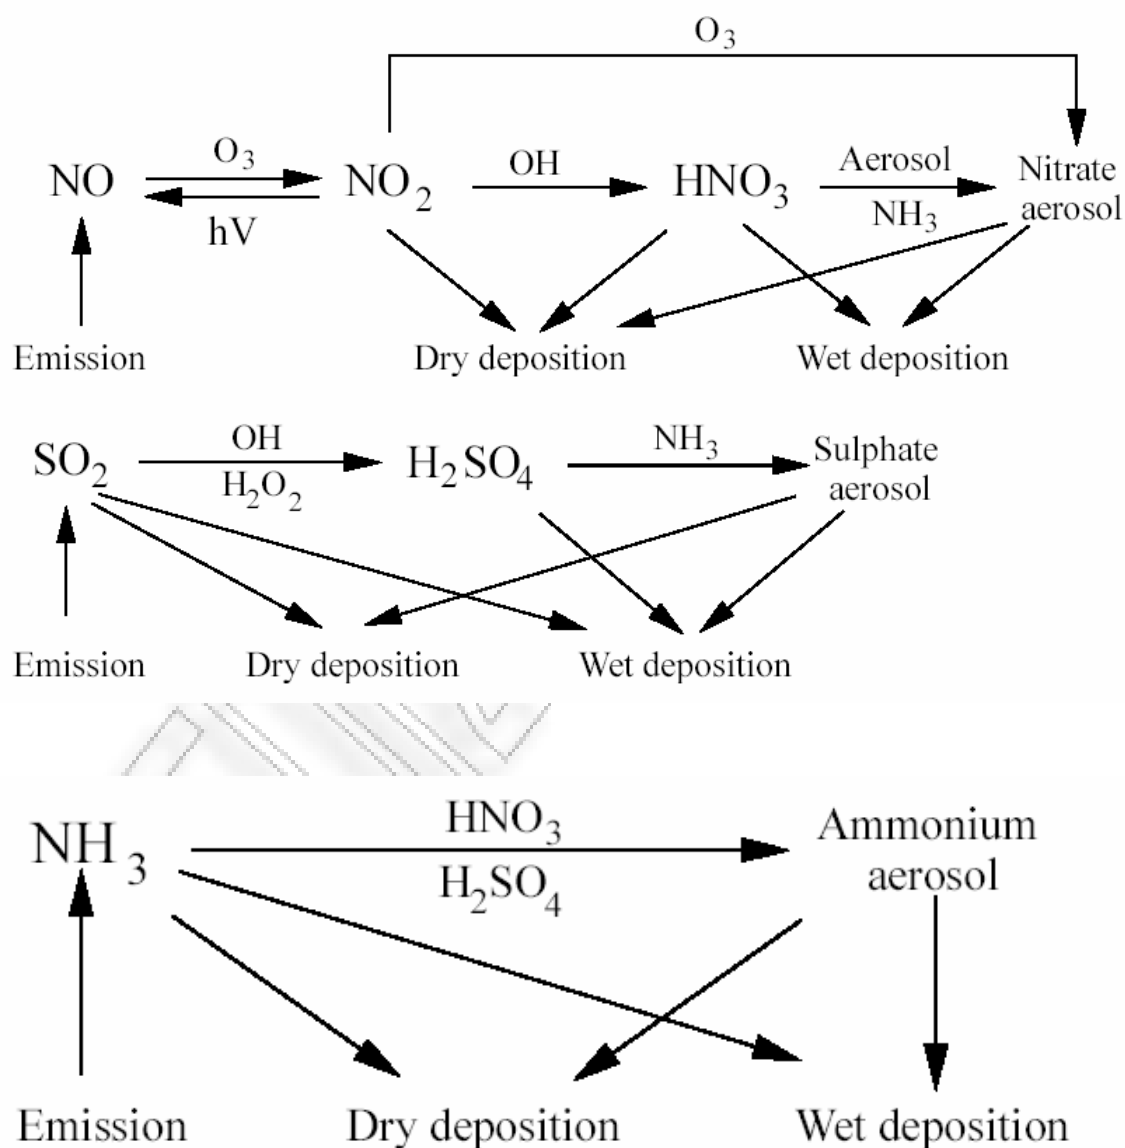 O3
NO
O3
hV
NO2
OH
HNO3
Aerosol
NH3
Nitrate
aerosol
Emission
Dry deposition
Wet deposition
SO2
OH
H2O2
H2SO4
NH3
Sulphate
aerosol
Emission
Dry deposition
Wet deposition
NH3
HNO3
H2SO4
Ammonium
aerosol
Emission
Dry deposition
Wet deposition